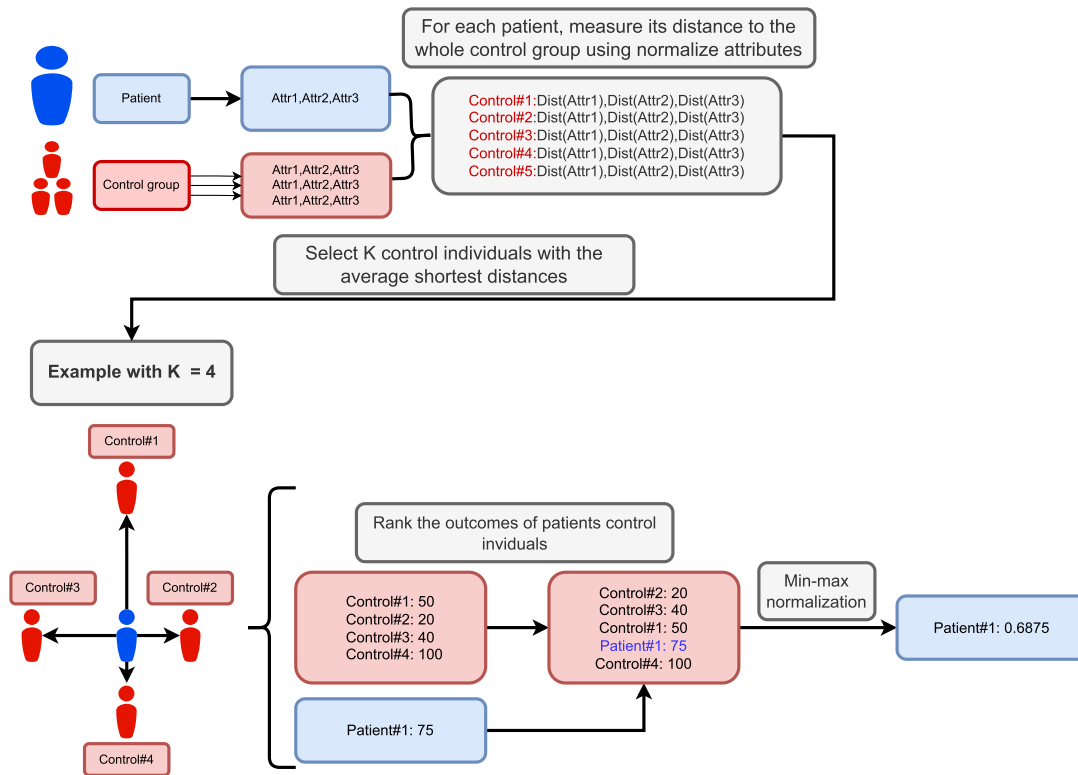 For each patient, measure its distance to the
whole control group using normalize attributes
Patient
Attr1,Attr2,Attr3
Control group
Attr1,Attr2,Attr3
Attr1,Attr2,Attr3
Attr1,Attr2,Attr3
Control#1:Dist(Attr1),Dist(Attr2),Dist(Attr3)
Control#2:Dist(Attr1),Dist(Attr2),Dist(Attr3)
Control#3:Dist(Attr1),Dist(Attr2),Dist(Attr3)
Control#4:Dist(Attr1),Dist(Attr2),Dist(Attr3)
Control#5:Dist(Attr1),Dist(Attr2),Dist(Attr3)
Select K control individuals with the
average shortest distances
Example with K = 4
Control#1
Control#3
Control#2
Control#4
Rank the outcomes of patients control
inviduals
Control#1: 50
Control#2: 20
Control#3: 40
Control#4: 100
Patient#1: 75
Control#2: 20
Control#3: 40
Control#1: 50
Patient#1: 75
Control#4: 100
Min-max
normalization
Patient#1: 0.6875